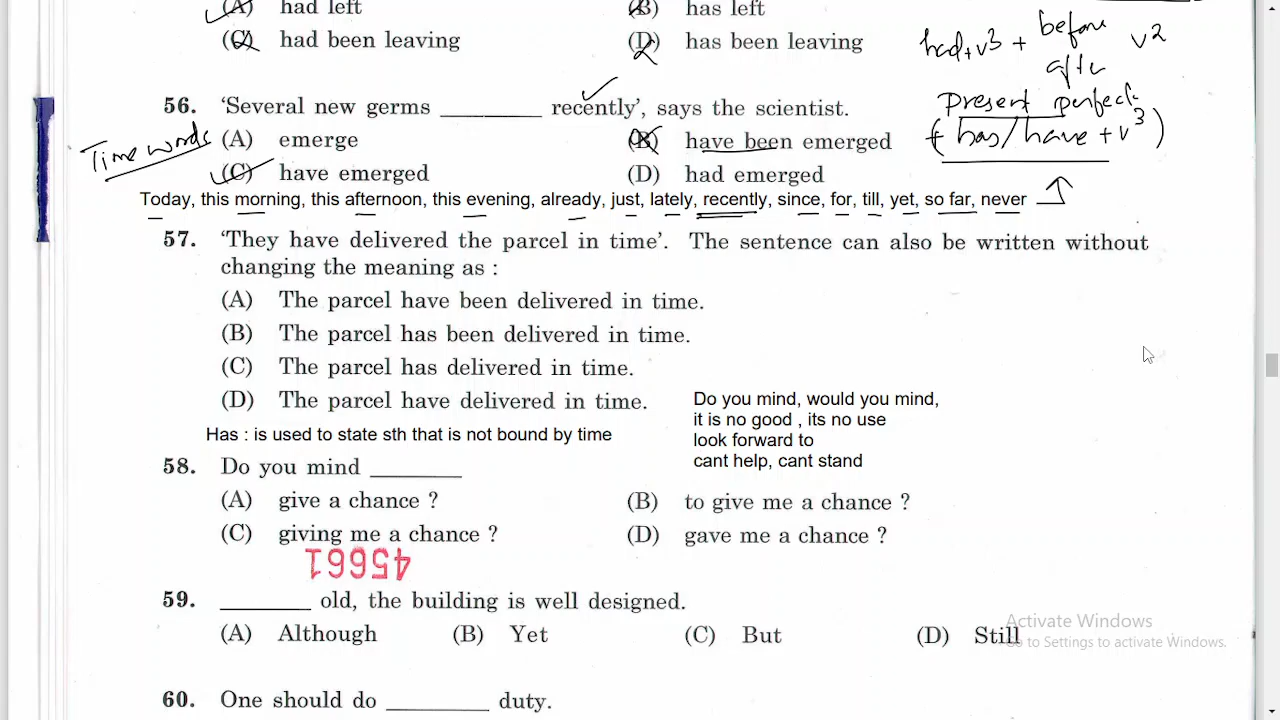 (A) had left (B) has left
(C) had been leaving (D) has been leaving
had+v3 + before v2
after
56. ‘Several new germs ________ recently’, says the scientist.
present perfect
Time words
(A) emerge (B) have been emerged
( has/have + v3 )
(C) have emerged (D) had emerged
Today, this morning, this afternoon, this evening, already, just, lately, recently, since, for, till, yet, so far, never
57. ‘They have delivered the parcel in time’. The sentence can also be written without
changing the meaning as :
(A) The parcel have been delivered in time.
(B) The parcel has been delivered in time.
(C) The parcel has delivered in time.
(D) The parcel have delivered in time.
Do you mind, would you mind,
it is no good , its no use
look forward to
cant help, cant stand
Has : is used to state sth that is not bound by time
58. Do you mind ________
(A) give a chance ? (B) to give me a chance ?
(C) giving me a chance ? (D) gave me a chance ?
45661
59. ________ old, the building is well designed.
(A) Although (B) Yet (C) But (D) Still
Activate Windows
Go to Settings to activate Windows.
60. One should do ________ duty.